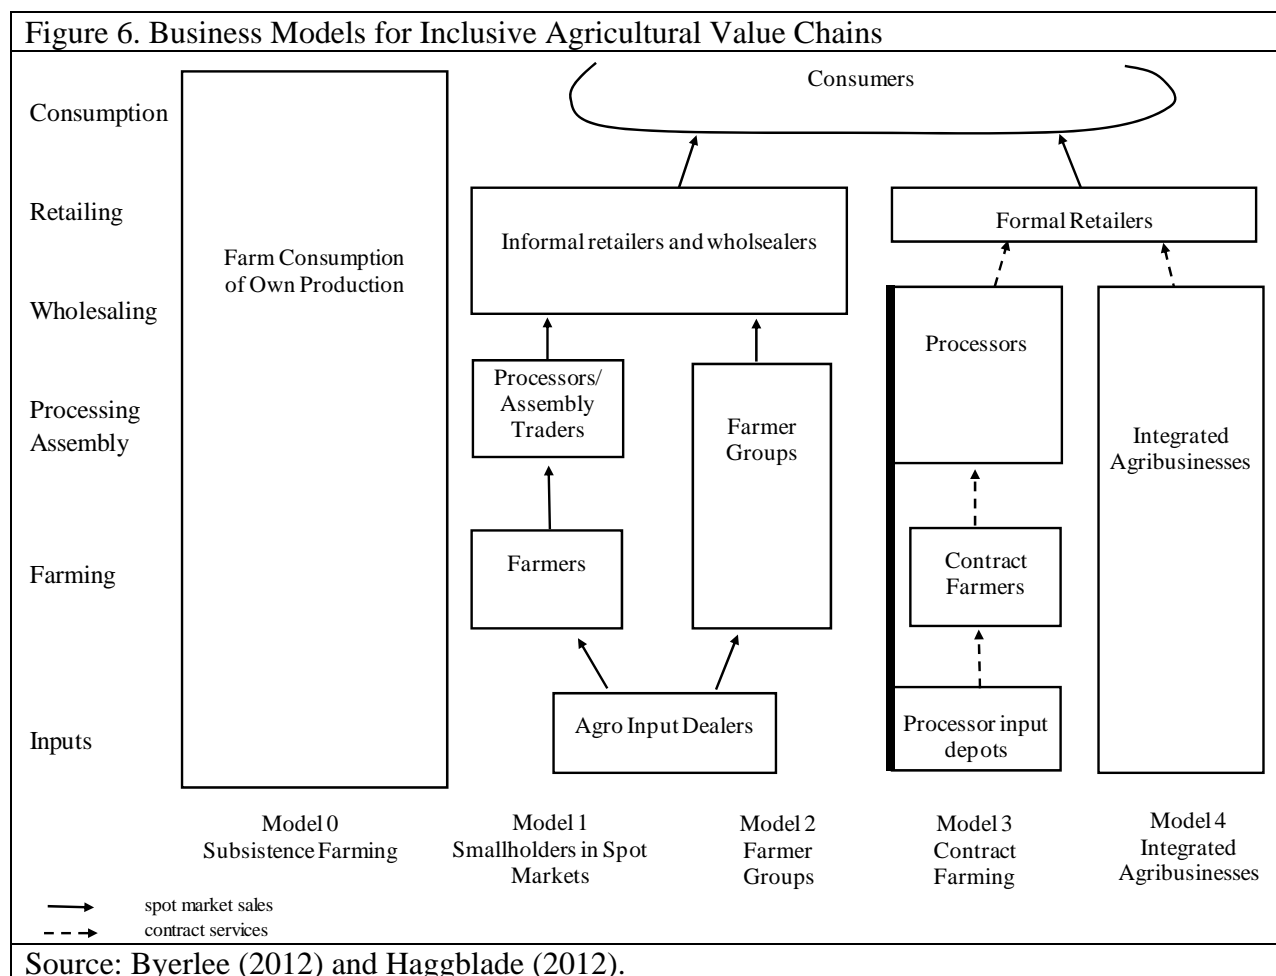 Figure 6. Business Models for Inclusive Agricultural Value Chains
Consumers
Consumption
Retailing
Formal Retailers
Informal retailers and wholsealers
Farm Consumption
of Own Production
Wholesaling
Processors
Processors/
Assembly
Traders
Processing
Assembly
Farmer
Groups
Integrated
Agribusinesses
Farming
Farmers
Contract
Farmers
Inputs
Agro Input Dealers
Processor input
depots
Model 0
Subsistence Farming
Model 1
Smallholders in Spot
Markets
Model 2
Farmer
Groups
Model 3
Contract
Farming
Model 4
Integrated
Agribusinesses
spot market sales
contract services
Source: Byerlee (2012) and Haggblade (2012).